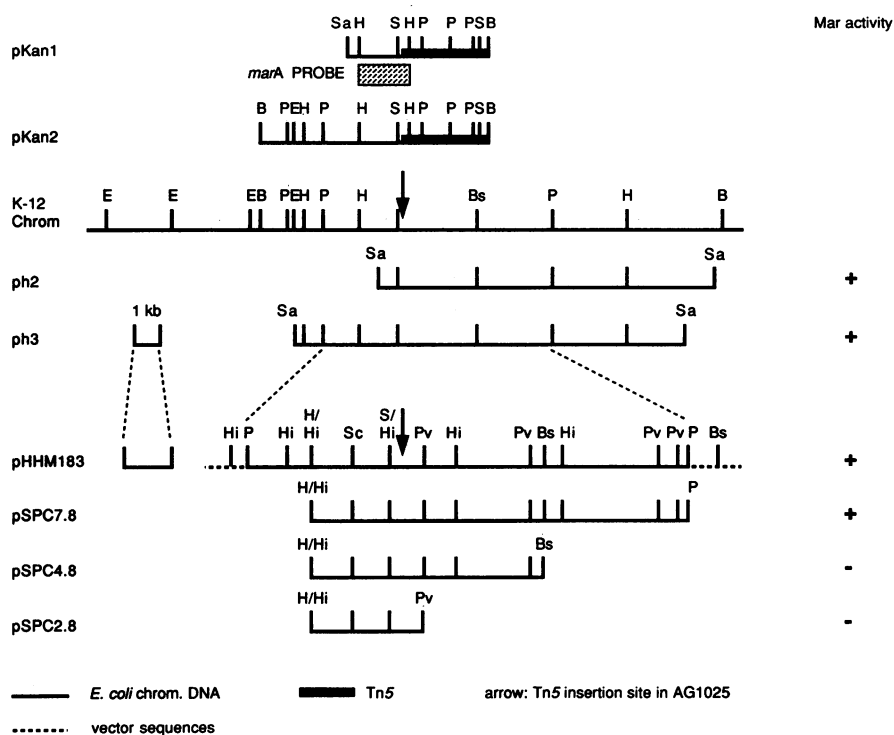 Mar activity
Sa H S H P P P S B
pKan1
marA PROBE
B P E H P H S H P P P S B
pKan2
E E E B P E H P H Bs P H B
K-12
Chrom
Sa Sa
ph2 +
1 kb Sa Sa
ph3 +
H/ S/
Hi P Hi Hi Sc Hi Pv Hi Pv Bs Hi Pv Pv P Bs
pHHM183 +
H/Hi P
pSPC7.8 +
H/Hi Bs
pSPC4.8 -
H/Hi Pv
pSPC2.8 -
E. coli chrom. DNA Tn5 arrow: Tn5 insertion site in AG1025
vector sequences